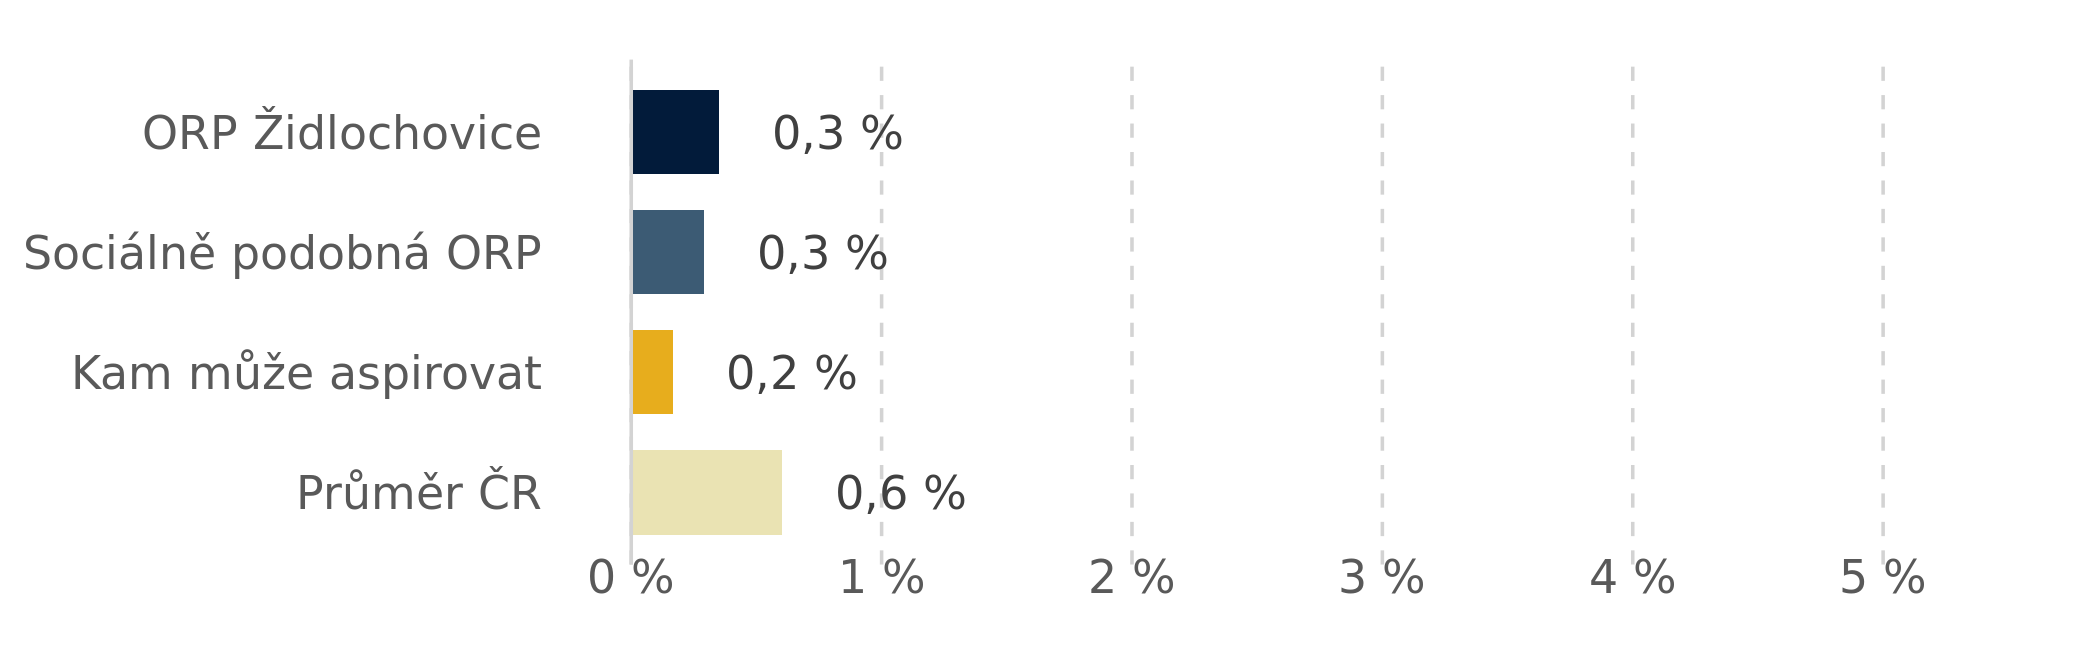 ORP Židlochovice 0,3 %
Sociálně podobná ORP 0,3 %
Kam může aspirovat 0,2 %
Průměr ČR 0,6 %
0 % 1 % 2 % 3 % 4 % 5 %